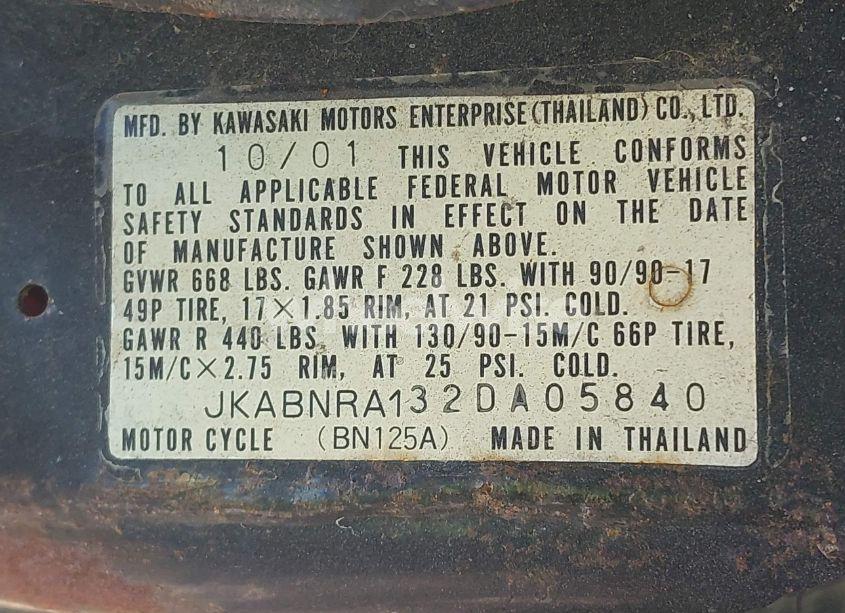 MFD. BY KAWASAKI MOTORS ENTERPRISE (THAILAND) CO., LTD.
10/01 THIS VEHICLE CONFORMS
TO ALL APPLICABLE FEDERAL MOTOR VEHICLE
SAFETY STANDARDS IN EFFECT ON THE DATE
OF MANUFACTURE SHOWN ABOVE.
GVWR 668 LBS. GAWR F 228 LBS. WITH 90/90-17
49P TIRE, 17×1.85 RIM, AT 21 PSI. COLD.
GAWR R 440 LBS. WITH 130/90-15M/C 66P TIRE,
15M/C×2.75 RIM, AT 25 PSI. COLD.
JKABNRA132DA05840
MOTOR CYCLE (BN125A) MADE IN THAILAND